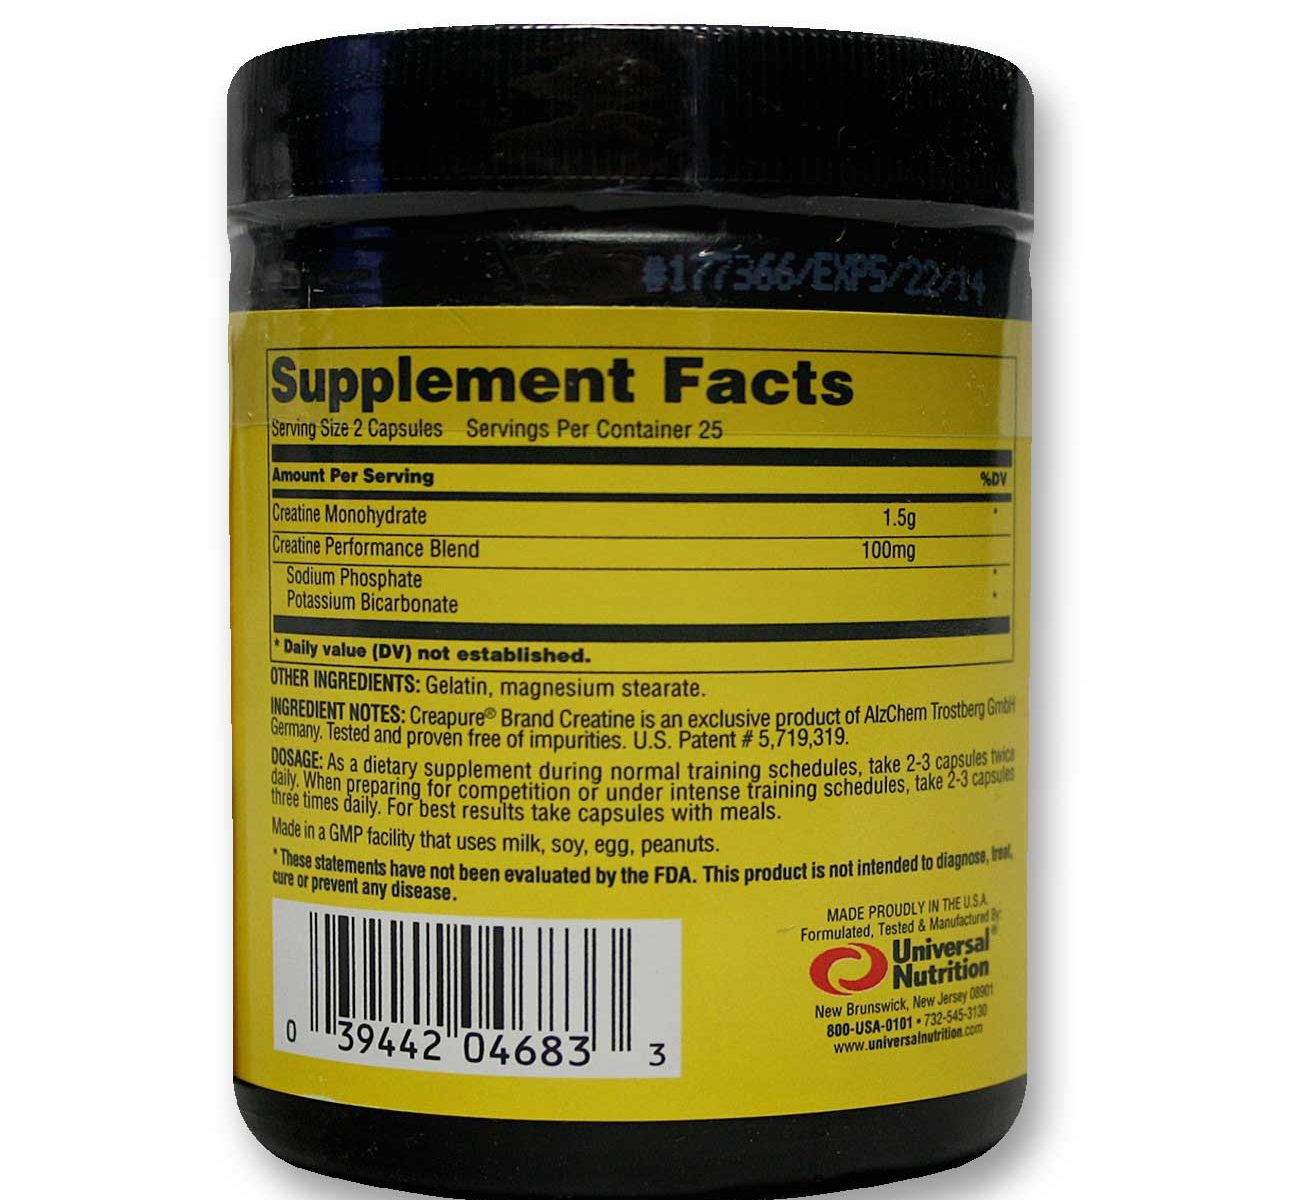 #177366/EXP5/22/14
Supplement Facts
Serving Size 2 Capsules Servings Per Container 25
Amount Per Serving %DV
Creatine Monohydrate 1.5g *
Creatine Performance Blend 100mg
Sodium Phosphate *
Potassium Bicarbonate *
* Daily value (DV) not established.
OTHER INGREDIENTS: Gelatin, magnesium stearate.
INGREDIENT NOTES: Creapure® Brand Creatine is an exclusive product of AlzChem Trostberg GmbH
Germany. Tested and proven free of impurities. U.S. Patent # 5,719,319.
DOSAGE: As a dietary supplement during normal training schedules, take 2-3 capsules twice
daily. When preparing for competition or under intense training schedules, take 2-3 capsules
three times daily. For best results take capsules with meals.
Made in a GMP facility that uses milk, soy, egg, peanuts.
* These statements have not been evaluated by the FDA. This product is not intended to diagnose, treat,
cure or prevent any disease.
0 39442 04683 3
MADE PROUDLY IN THE U.S.A.
Formulated, Tested & Manufactured By:
Universal®
Nutrition
New Brunswick, New Jersey 08901
800-USA-0101 • 732-545-3130
www.universalnutrition.com